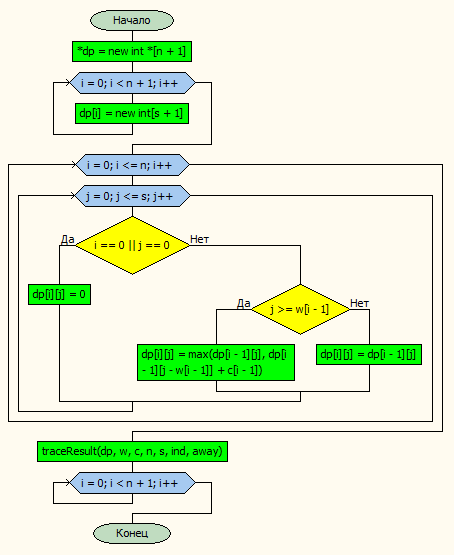 Начало
*dp = new int *[n + 1]
i = 0; i < n + 1; i++
dp[i] = new int[s + 1]
i = 0; i <= n; i++
j = 0; j <= s; j++
Да
Нет
i == 0 || j == 0
dp[i][j] = 0
Да
Нет
j >= w[i - 1]
dp[i][j] = max(dp[i - 1][j], dp[i
- 1][j - w[i - 1]] + c[i - 1])
dp[i][j] = dp[i - 1][j]
traceResult(dp, w, c, n, s, ind, away)
i = 0; i < n + 1; i++
Конец